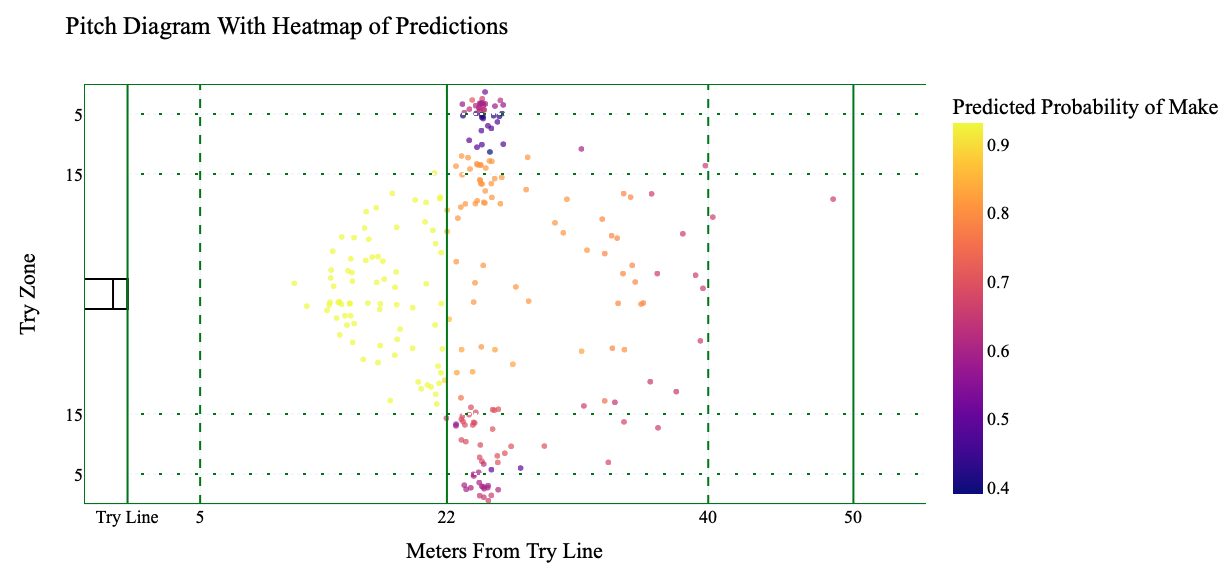 Pitch Diagram With Heatmap of Predictions
Predicted Probability of Make
5
15
15
5
Try Zone
0.9
0.8
0.7
0.6
0.5
0.4
Try Line 5 22 40 50
Meters From Try Line